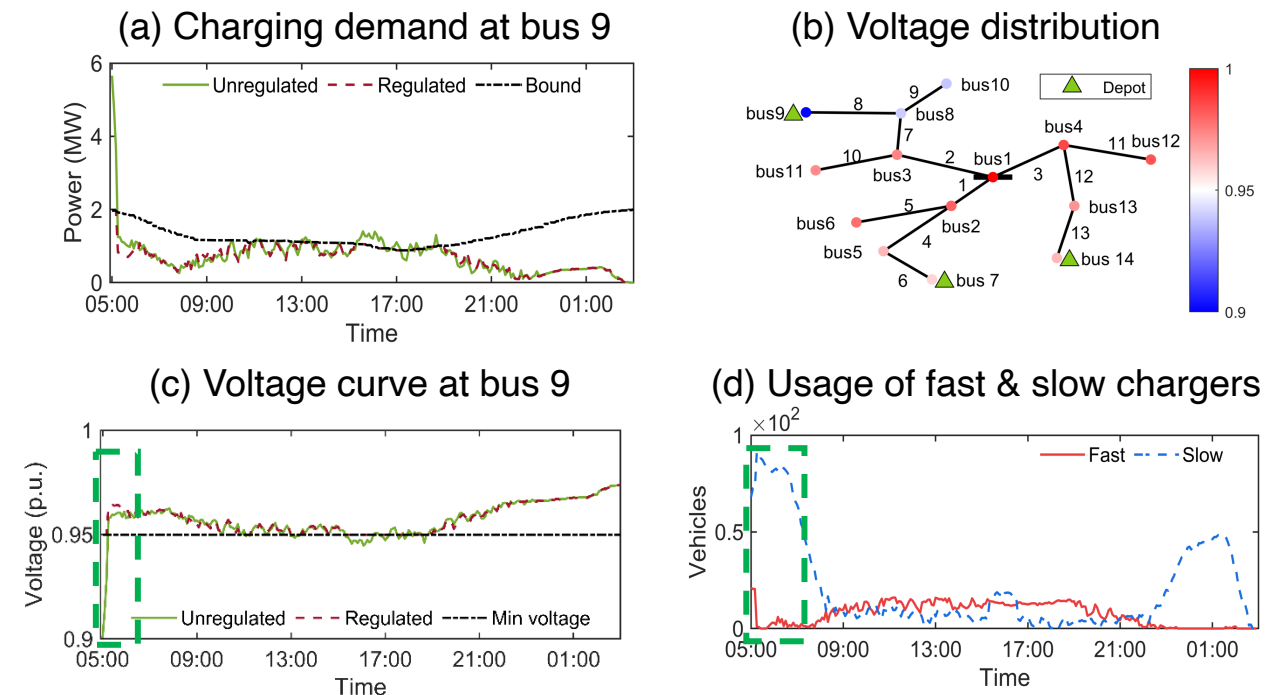 (a) Charging demand at bus 9
6
4
2
0
Power (MW)
Unregulated
Regulated
Bound
05:00
09:00
13:00
17:00
21:00
01:00
Time
(b) Voltage distribution
Depot
bus9
8
9
bus10
bus8
7
bus11
10
bus3
2
bus1
1
3
bus4
11
bus12
12
bus13
13
bus 14
bus6
5
bus2
4
bus5
6
bus 7
1
0.95
0.9
(c) Voltage curve at bus 9
1
0.95
0.9
Voltage (p.u.)
Unregulated
Regulated
Min voltage
05:00
09:00
13:00
17:00
21:00
01:00
Time
(d) Usage of fast & slow chargers
1
×10²
0.5
0
Vehicles
Fast
Slow
05:00
09:00
13:00
17:00
21:00
01:00
Time